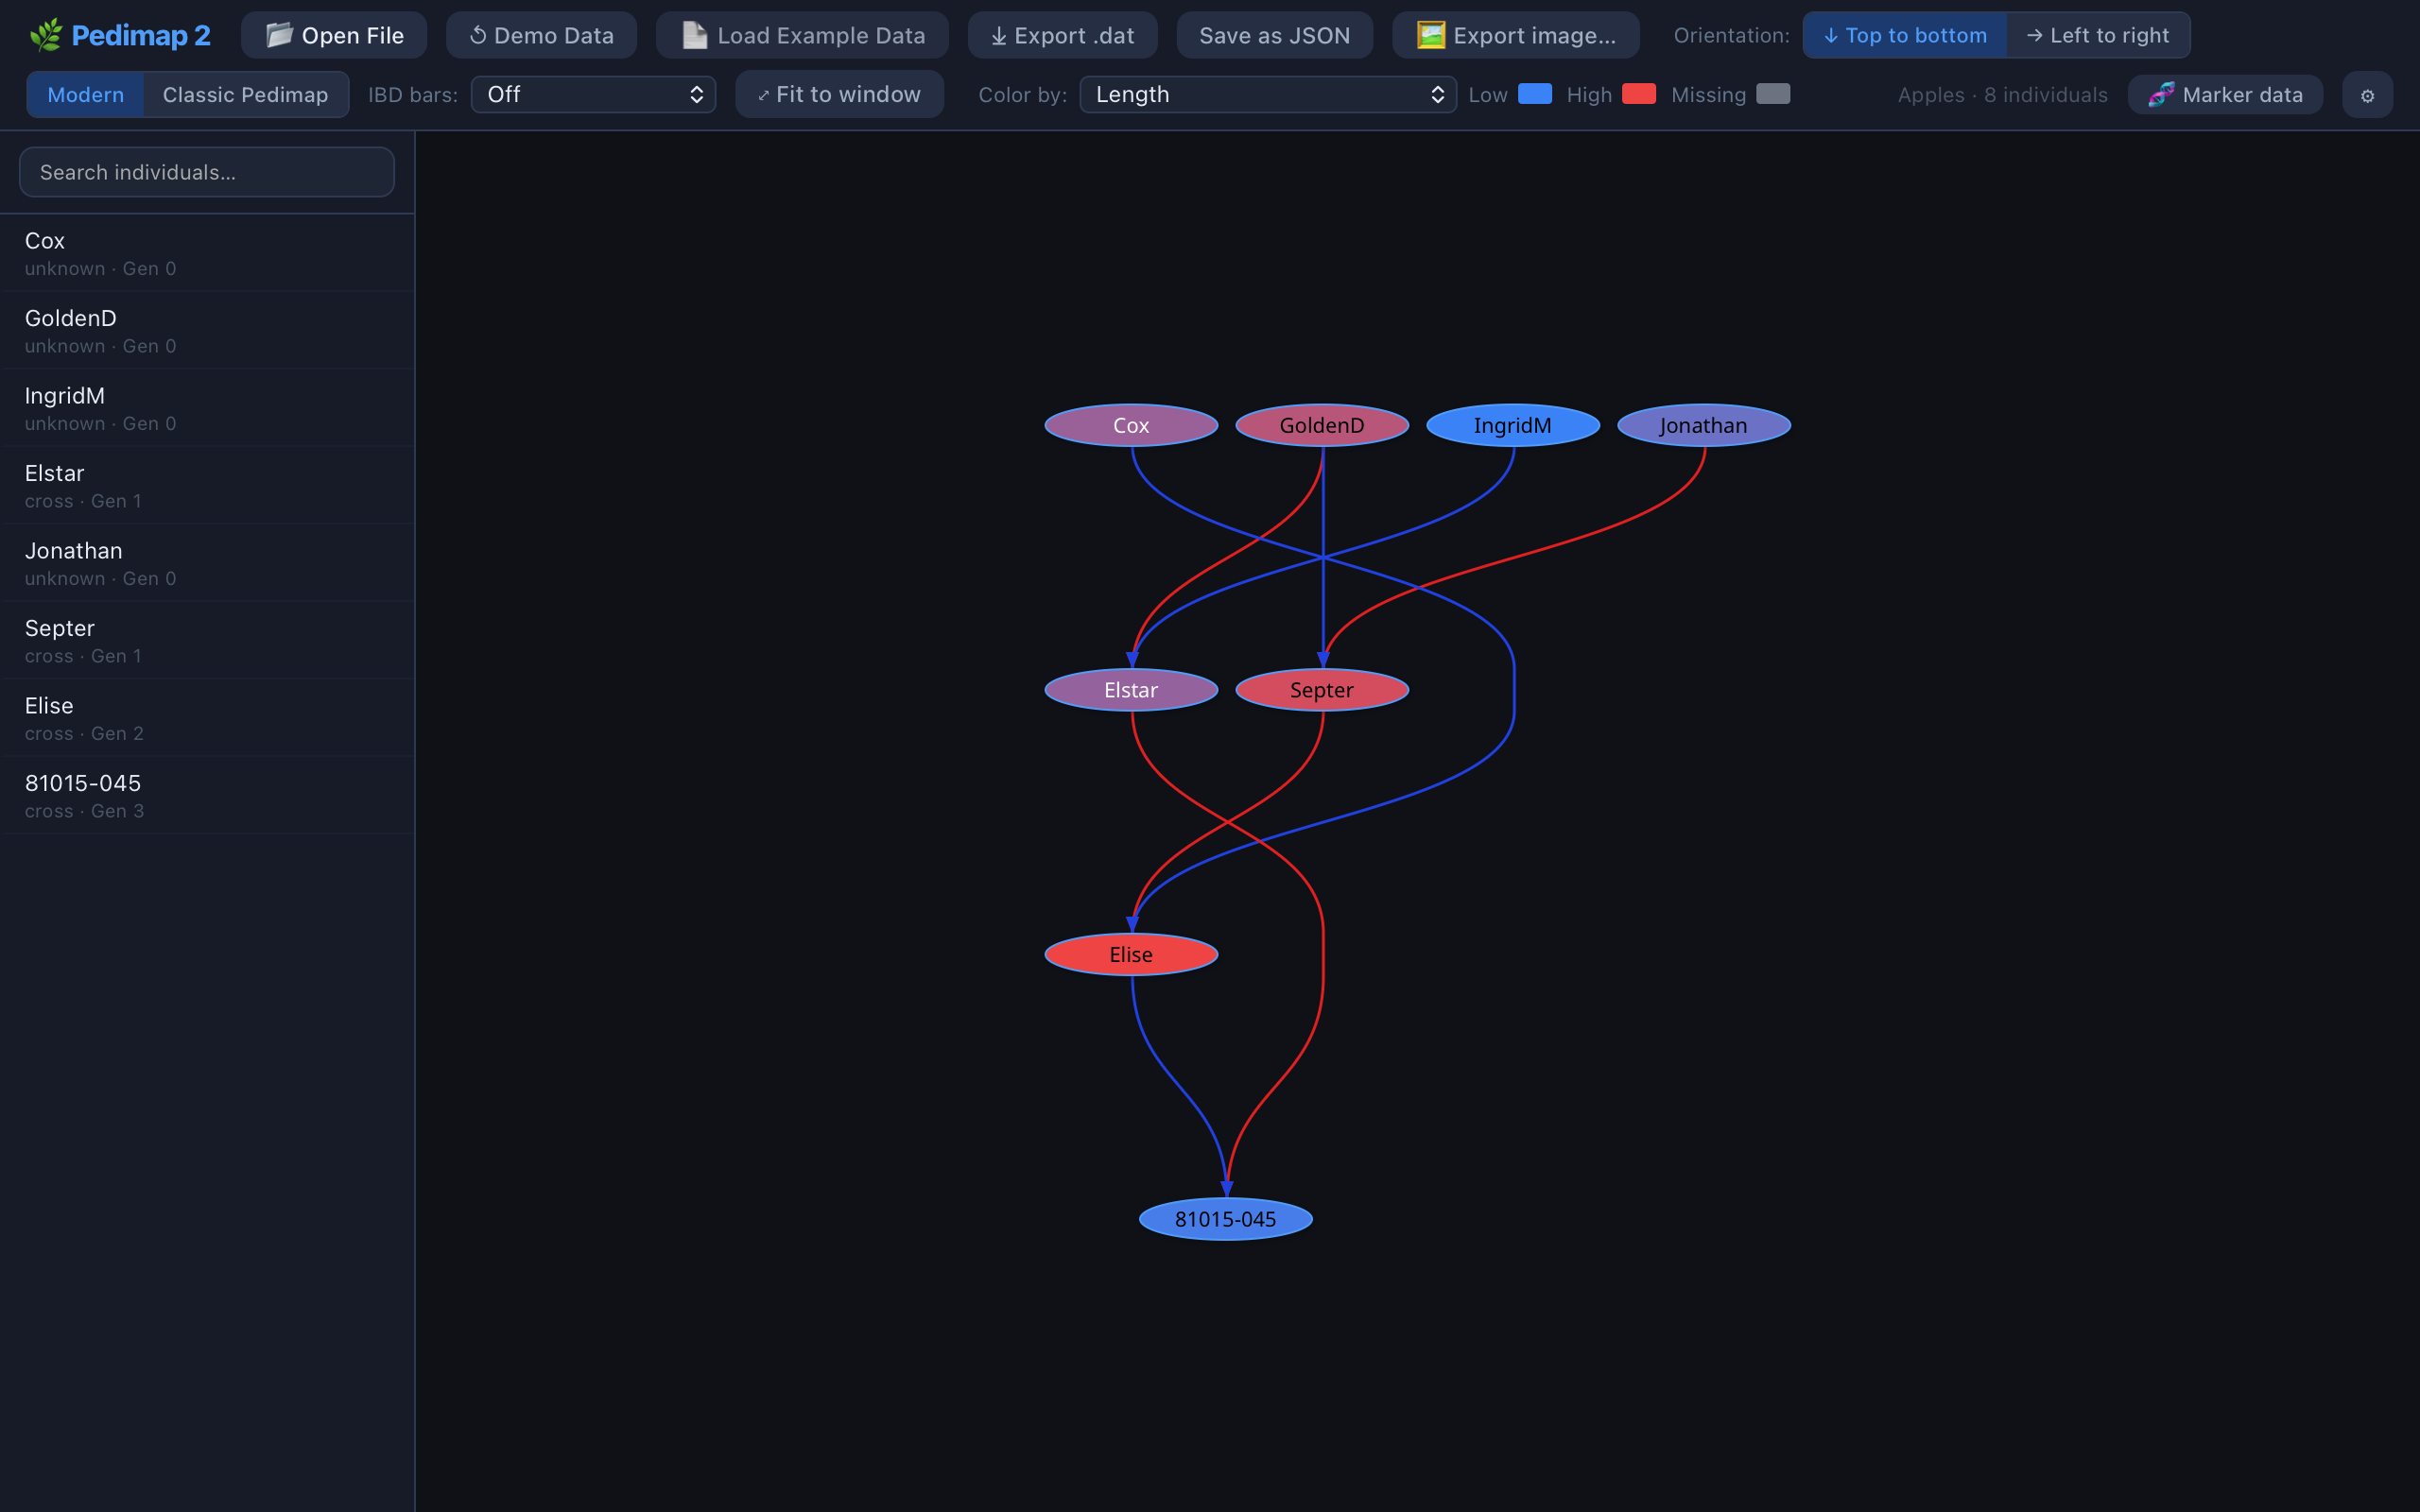 🌿 Pedimap 2
📂 Open File
↺ Demo Data
📄 Load Example Data
↓ Export .dat
Save as JSON
🖼️ Export image...
Orientation:
↓ Top to bottom
→ Left to right
Modern
Classic Pedimap
IBD bars:
Off
⤢ Fit to window
Color by:
Length
Low
High
Missing
Apples · 8 individuals
🧬 Marker data
⚙
Search individuals...
Cox
unknown · Gen 0
GoldenD
unknown · Gen 0
IngridM
unknown · Gen 0
Elstar
cross · Gen 1
Jonathan
unknown · Gen 0
Septer
cross · Gen 1
Elise
cross · Gen 2
81015-045
cross · Gen 3
Cox
GoldenD
IngridM
Jonathan
Elstar
Septer
Elise
81015-045